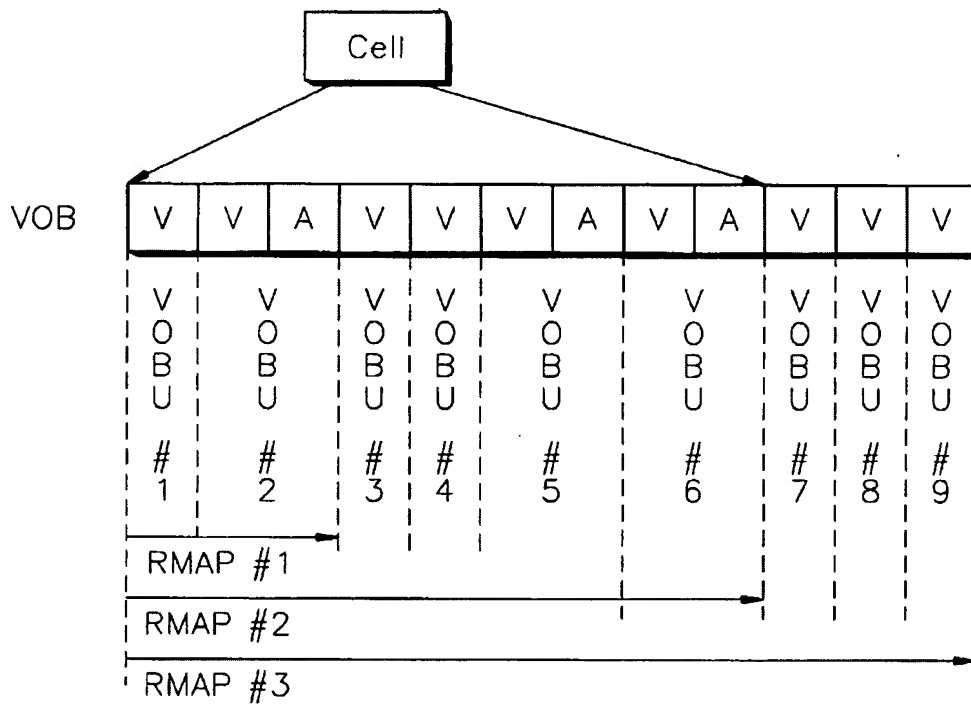 Cell
VOB V V A V V V A V A V V V
VOBU #1 VOBU #2 VOBU #3 VOBU #4 VOBU #5 VOBU #6 VOBU #7 VOBU #8 VOBU #9
RMAP #1
RMAP #2
RMAP #3